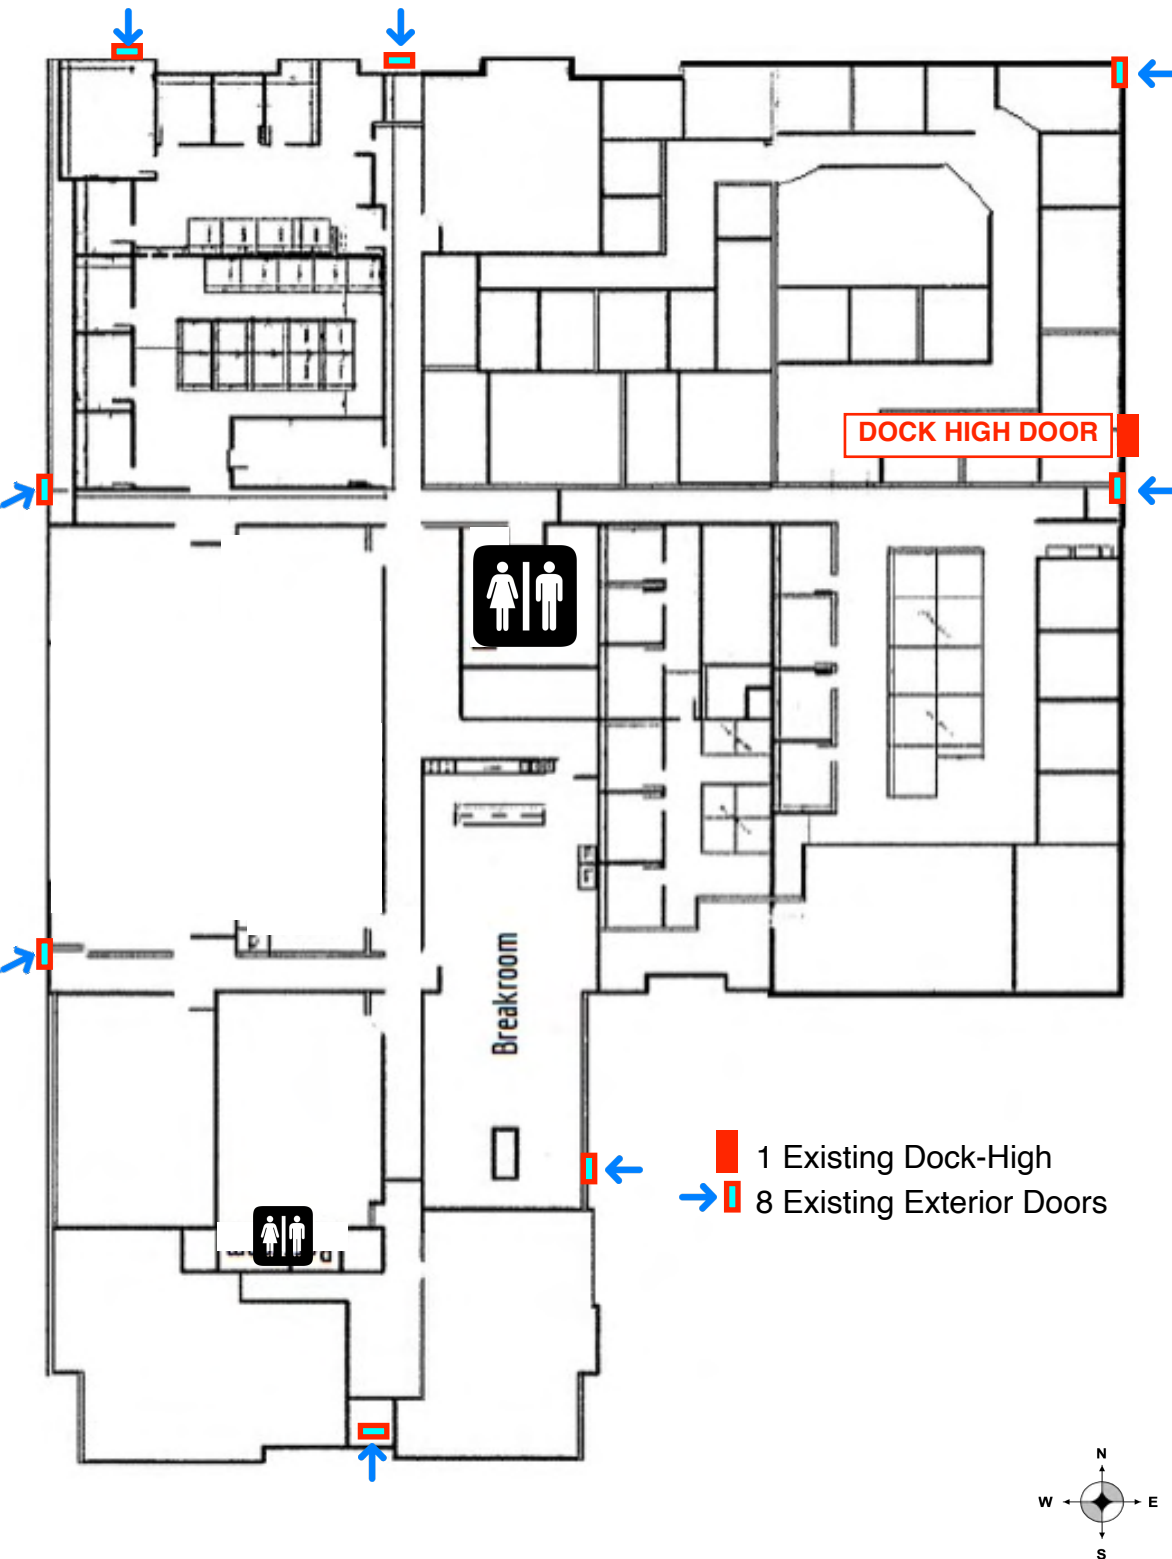 DOCK HIGH DOOR
Breakroom
1 Existing Dock-High
8 Existing Exterior Doors
N
W
E
S